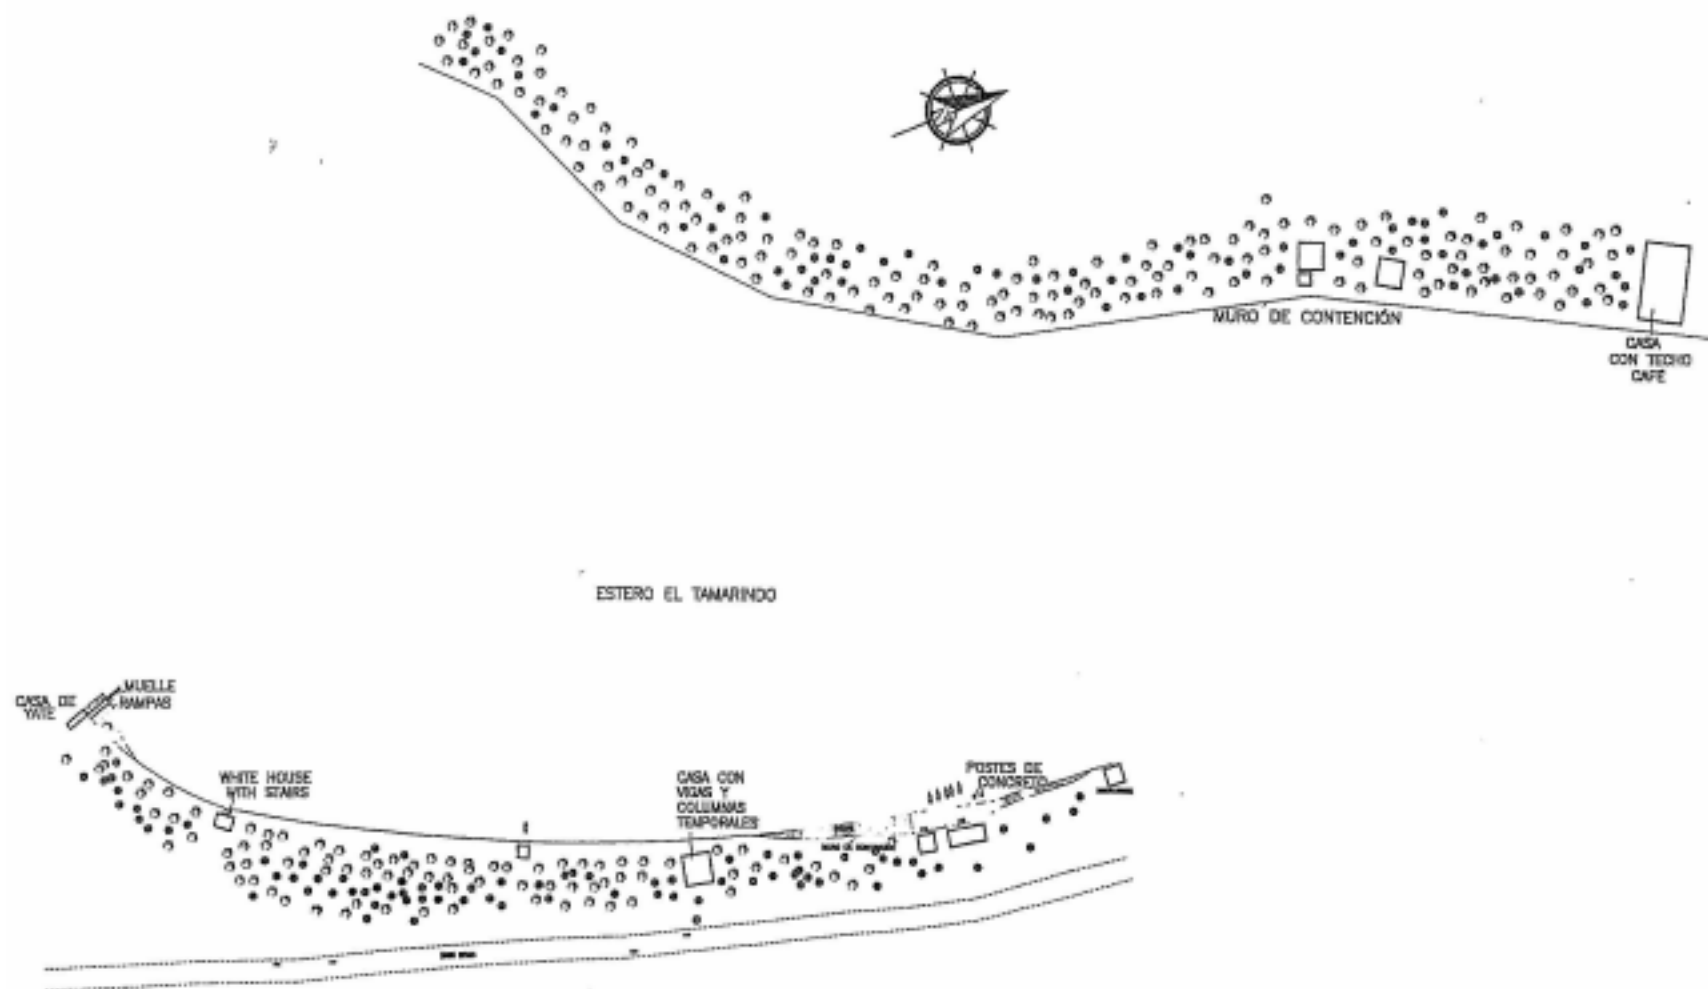 MURO DE CONTENCIÓN
CASA
CON TECHO
CAFÉ
ESTERO EL TAMARINDO
MUELLE
RAMPAS
CASA DE
YATE
WHITE HOUSE
WITH STAIRS
CASA CON
VIGAS Y
COLUMNAS
TEMPORALES
POSTES DE
CONCRETO